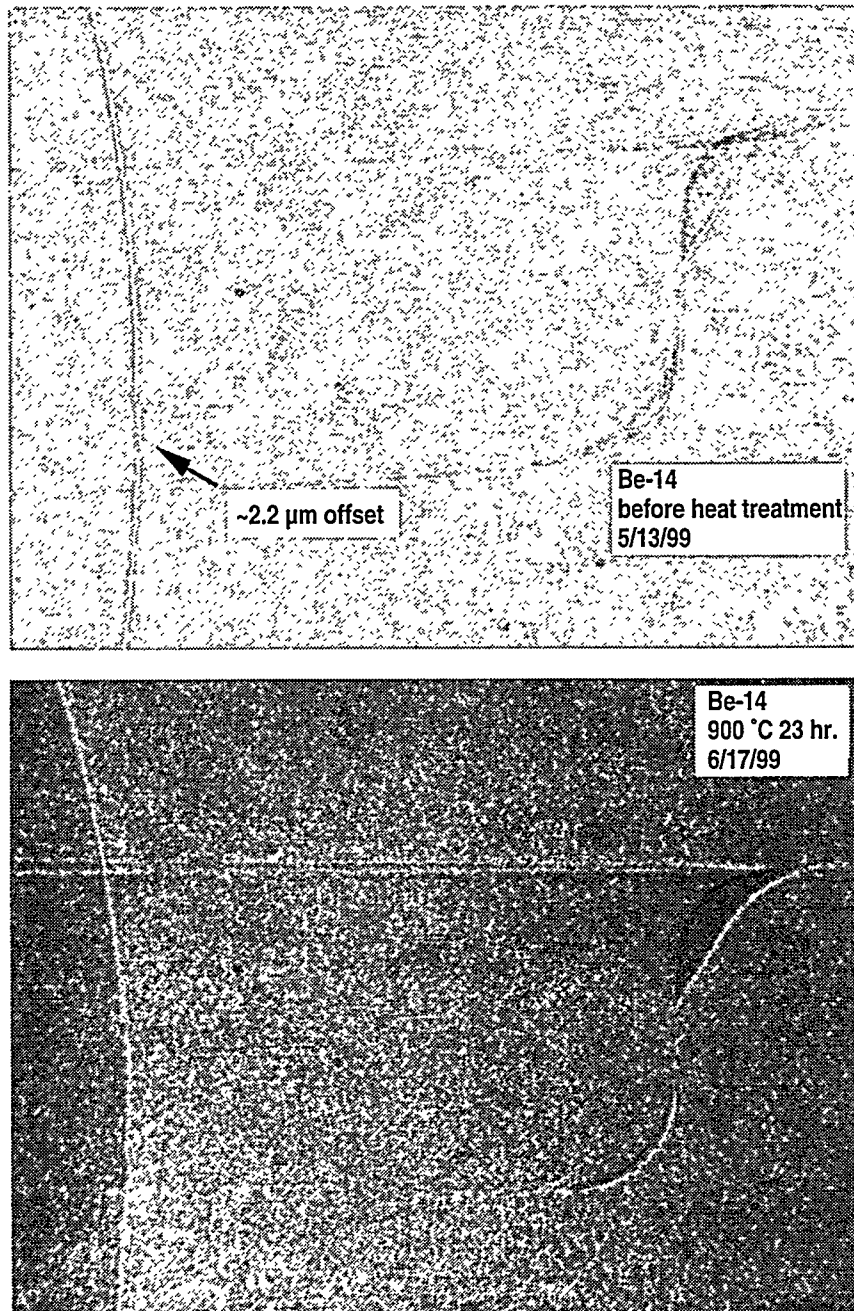 ~2.2 µm offset
Be-14
before heat treatment
5/13/99
Be-14
900 °C 23 hr.
6/17/99